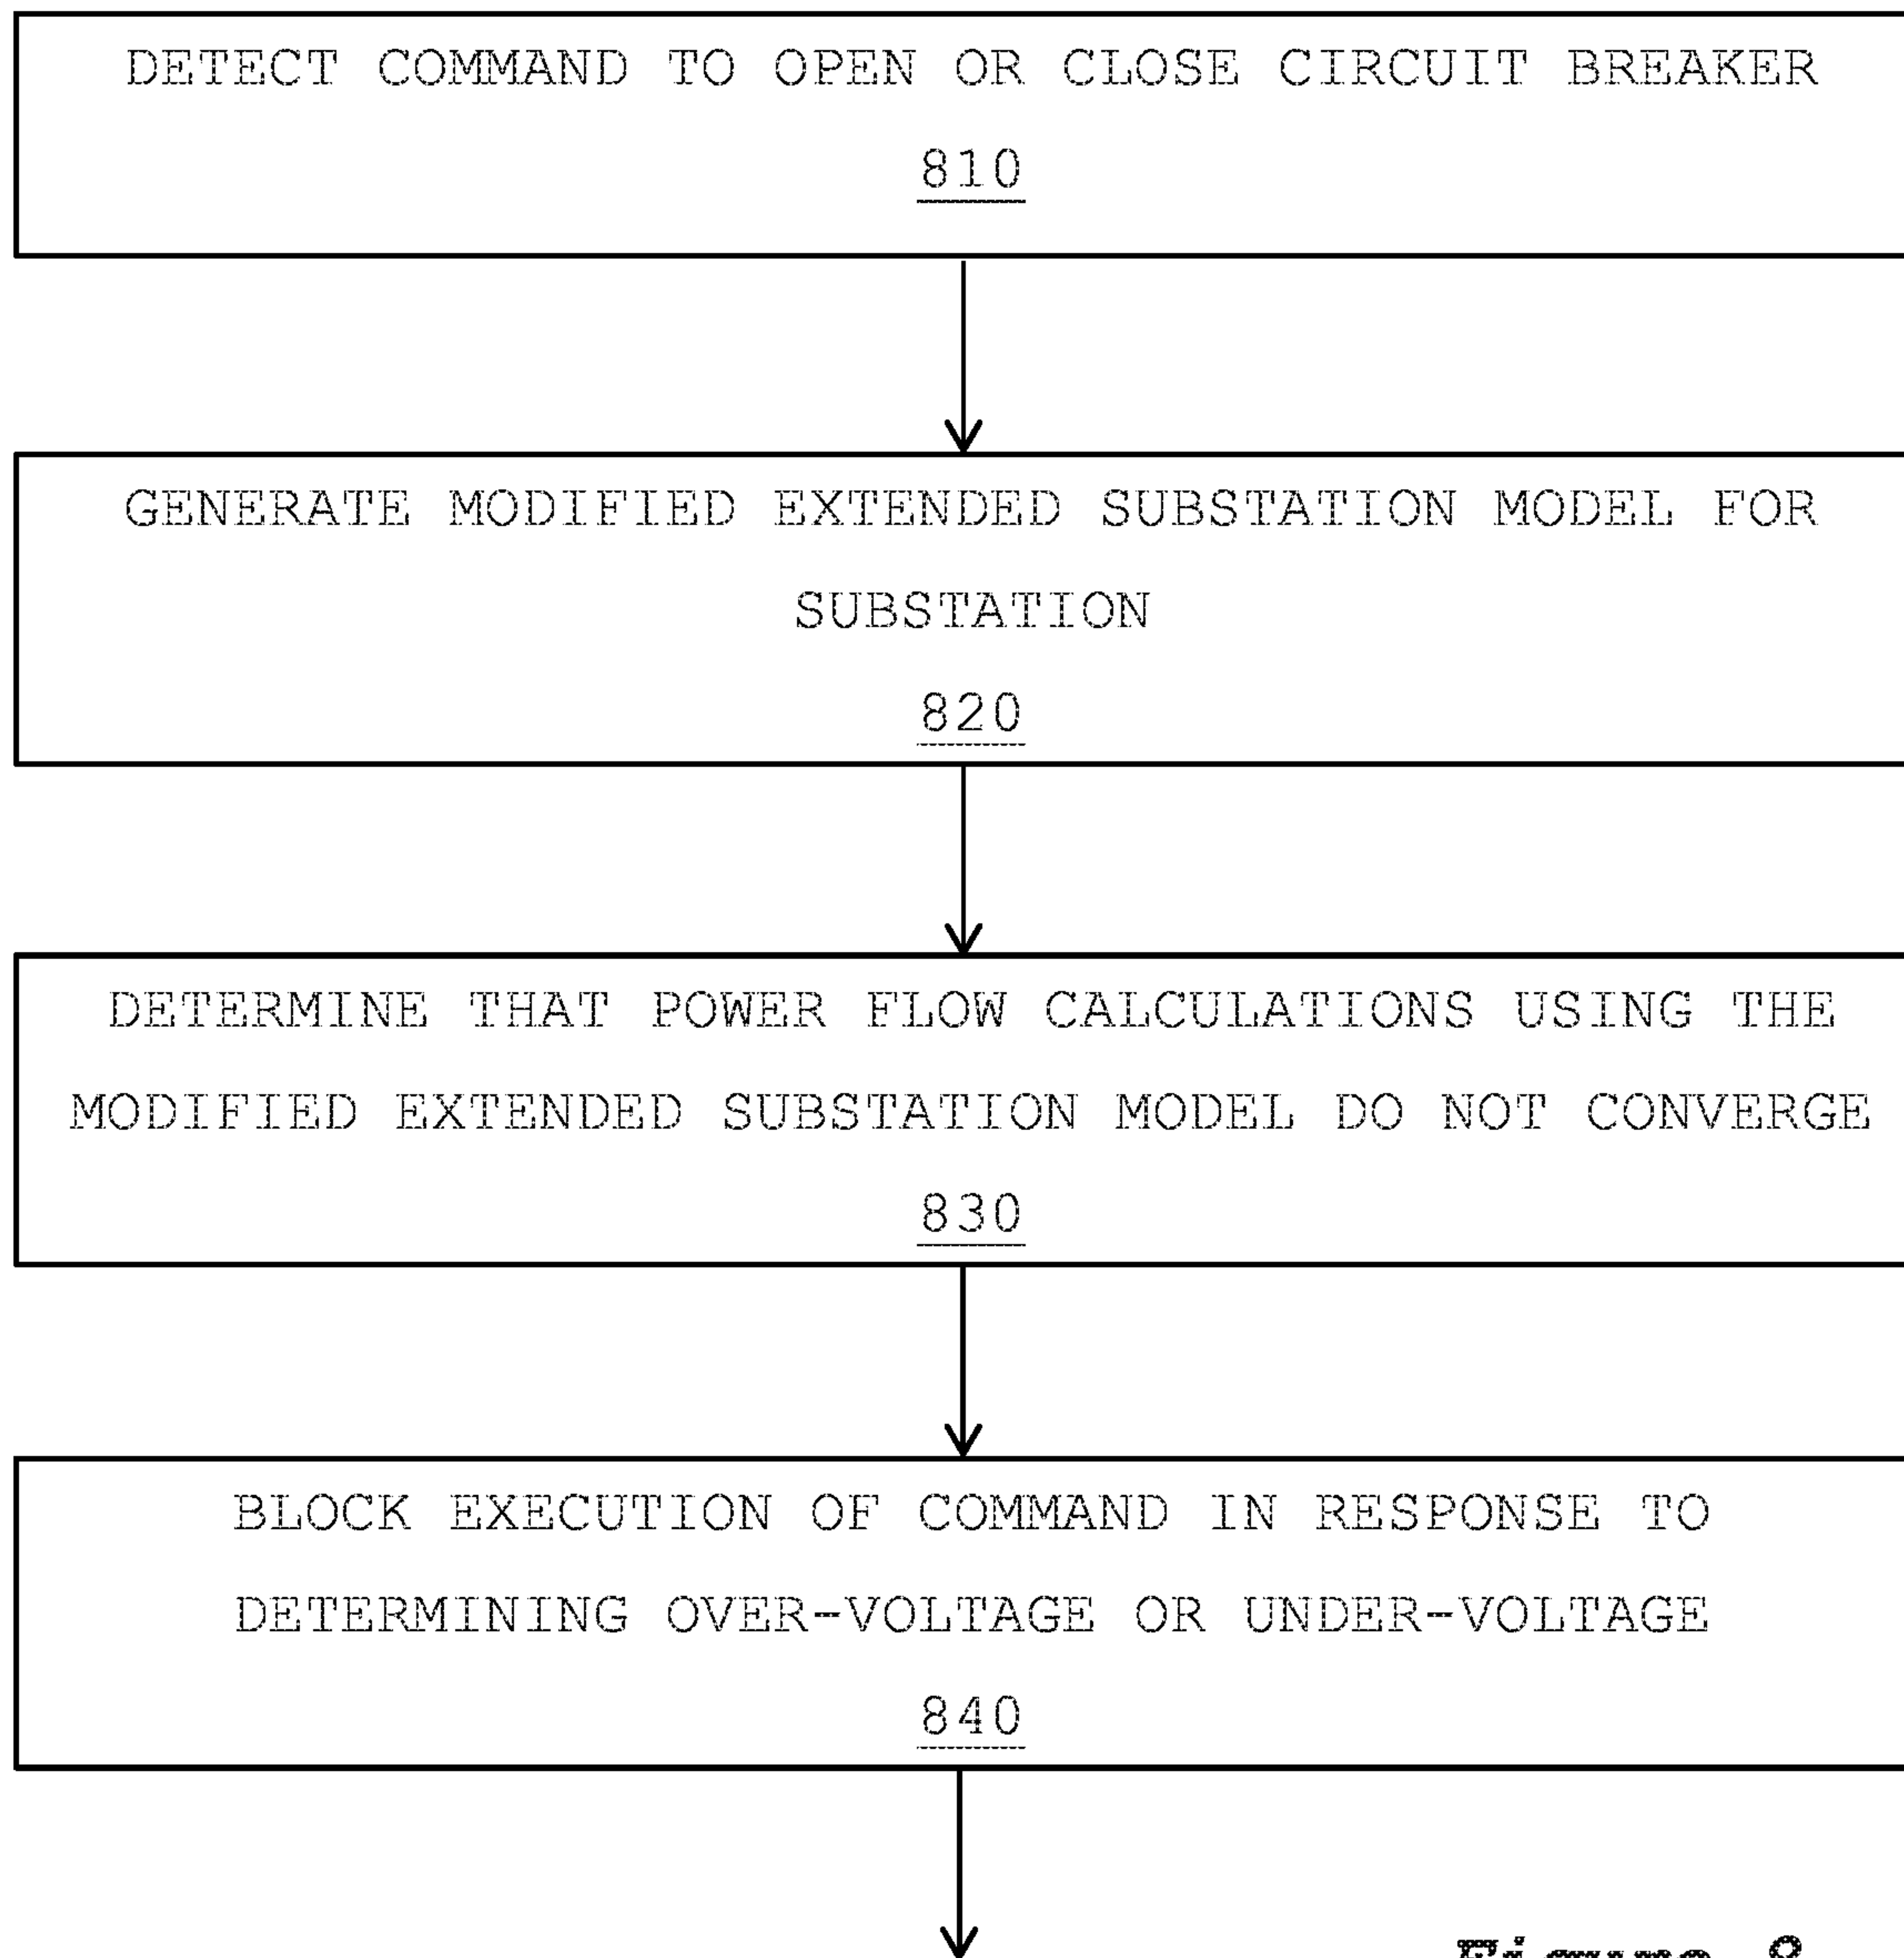 DETECT COMMAND TO OPEN OR CLOSE CIRCUIT BREAKER
810
GENERATE MODIFIED EXTENDED SUBSTATION MODEL FOR
SUBSTATION
820
DETERMINE THAT POWER FLOW CALCULATIONS USING THE
MODIFIED EXTENDED SUBSTATION MODEL DO NOT CONVERGE
830
BLOCK EXECUTION OF COMMAND IN RESPONSE TO
DETERMINING OVER-VOLTAGE OR UNDER-VOLTAGE
840
Figure 8